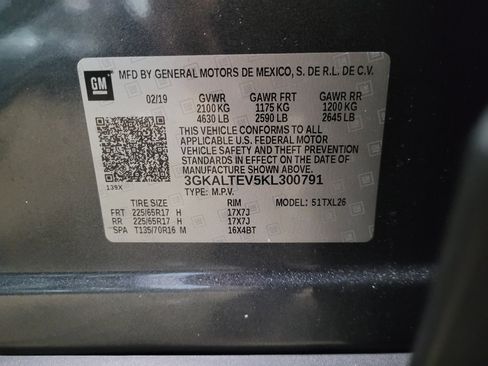 GM
MFD BY GENERAL MOTORS DE MEXICO, S. DE R.L. DE C.V.
02/19 GVWR GAWR FRT GAWR RR
2100 KG 1175 KG 1200 KG
4630 LB 2590 LB 2645 LB
THIS VEHICLE CONFORMS TO ALL
APPLICABLE U.S. FEDERAL MOTOR
VEHICLE SAFETY AND THEFT PREVENTION
STANDARDS IN EFFECT ON THE DATE OF
MANUFACTURE SHOWN ABOVE.
139X 3GKALTEV5KL300791
TYPE: M.P.V. MODEL: 51TXL26
TIRE SIZE RIM
FRT 225/65R17 H 17X7J
RR 225/65R17 H 17X7J
SPA T135/70R16 M 16X4BT